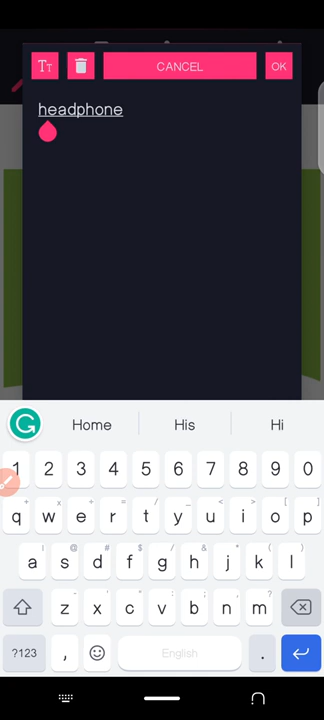 Tт CANCEL OK
headphone
Home His Hi
1 2 3 4 5 6 7 8 9 0
q w e r t y u i o p
a s d f g h j k l
z x c v b n m
?123 , English .